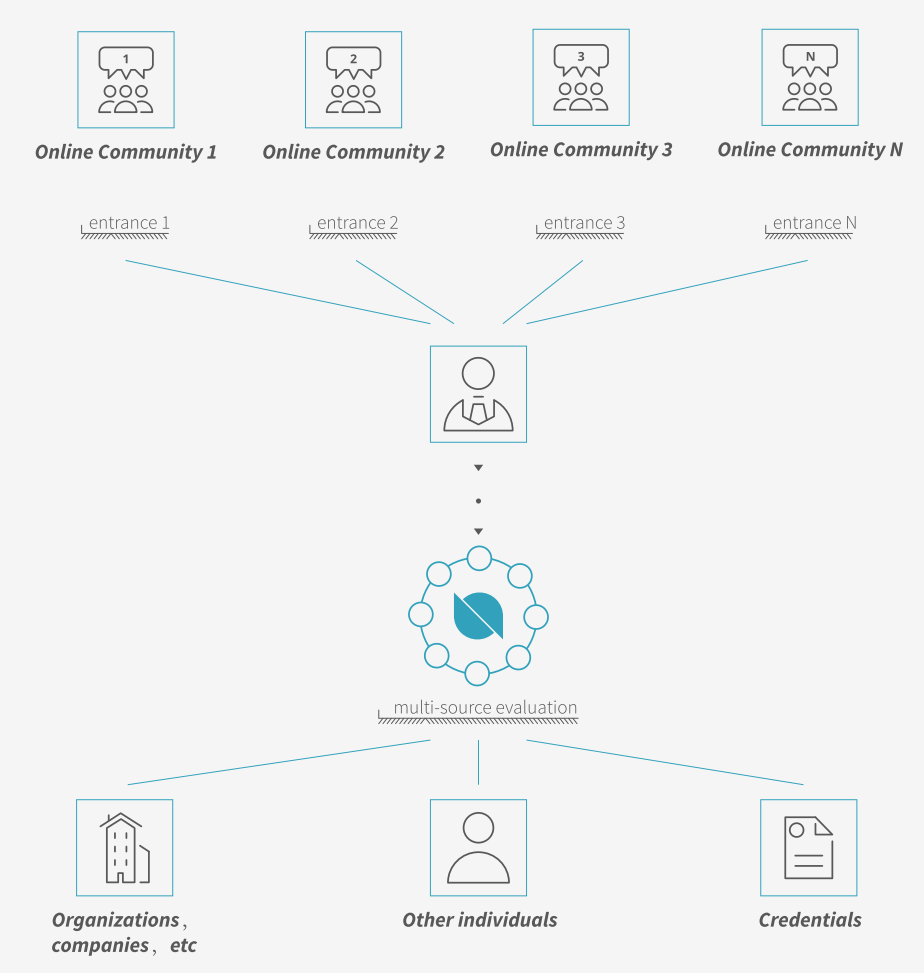 1
2
3
N
Online Community 1
Online Community 2
Online Community 3
Online Community N
entrance 1
entrance 2
entrance 3
entrance N
multi-source evaluation
Organizations，
companies，etc
Other individuals
Credentials